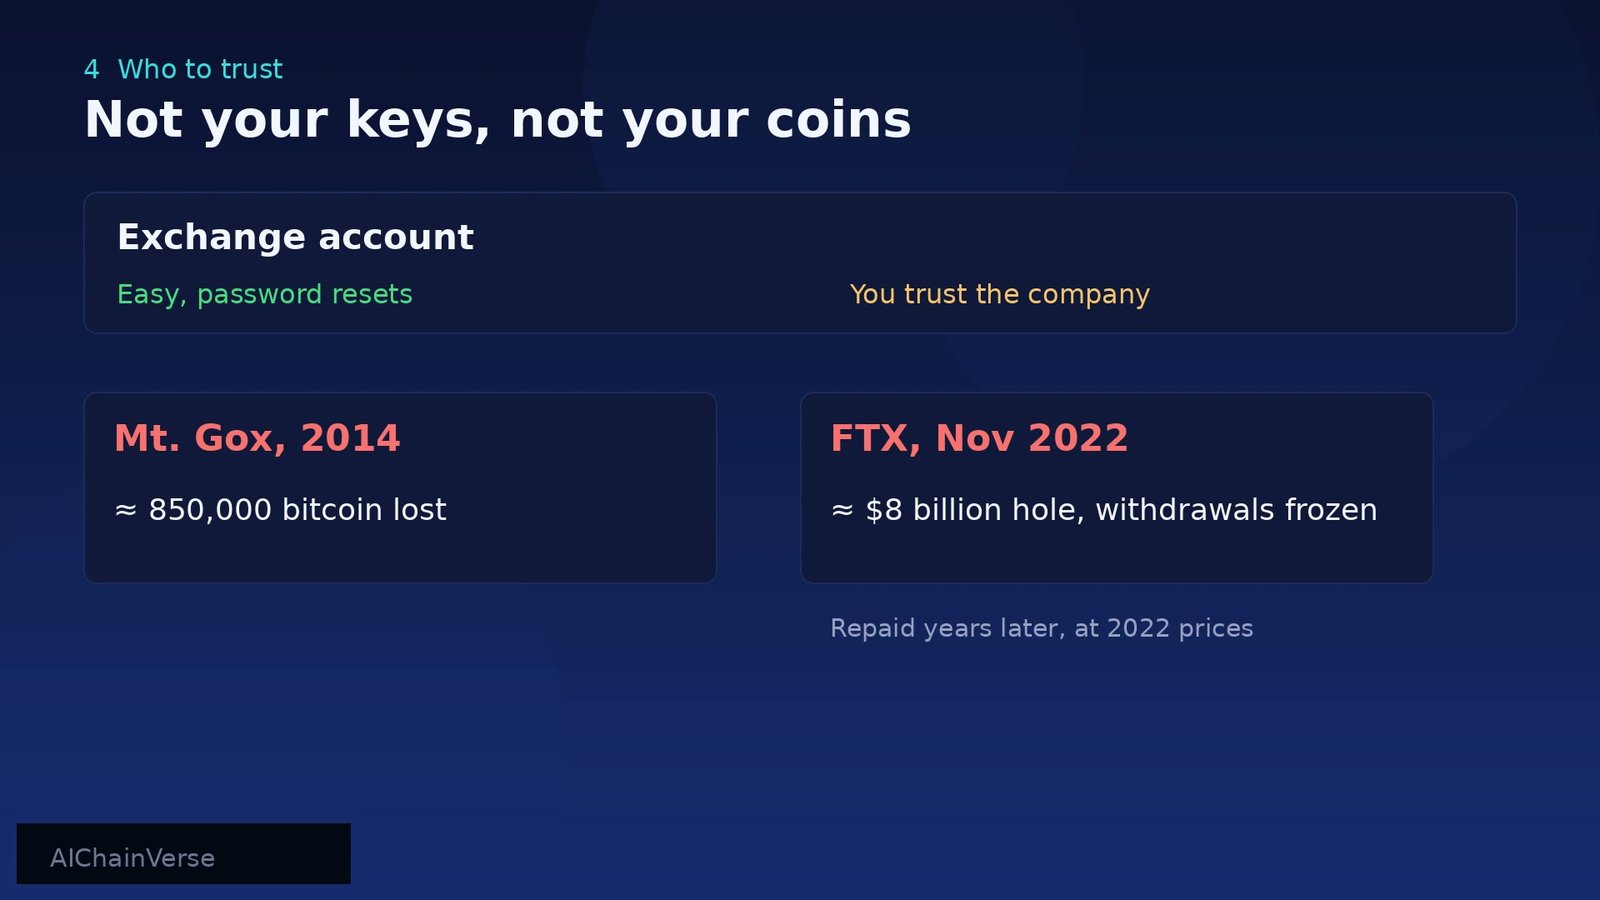 4 Who to trust
Not your keys, not your coins
Exchange account
Easy, password resets
You trust the company
Mt. Gox, 2014
≈ 850,000 bitcoin lost
FTX, Nov 2022
≈ $8 billion hole, withdrawals frozen
Repaid years later, at 2022 prices
AIChainVerse